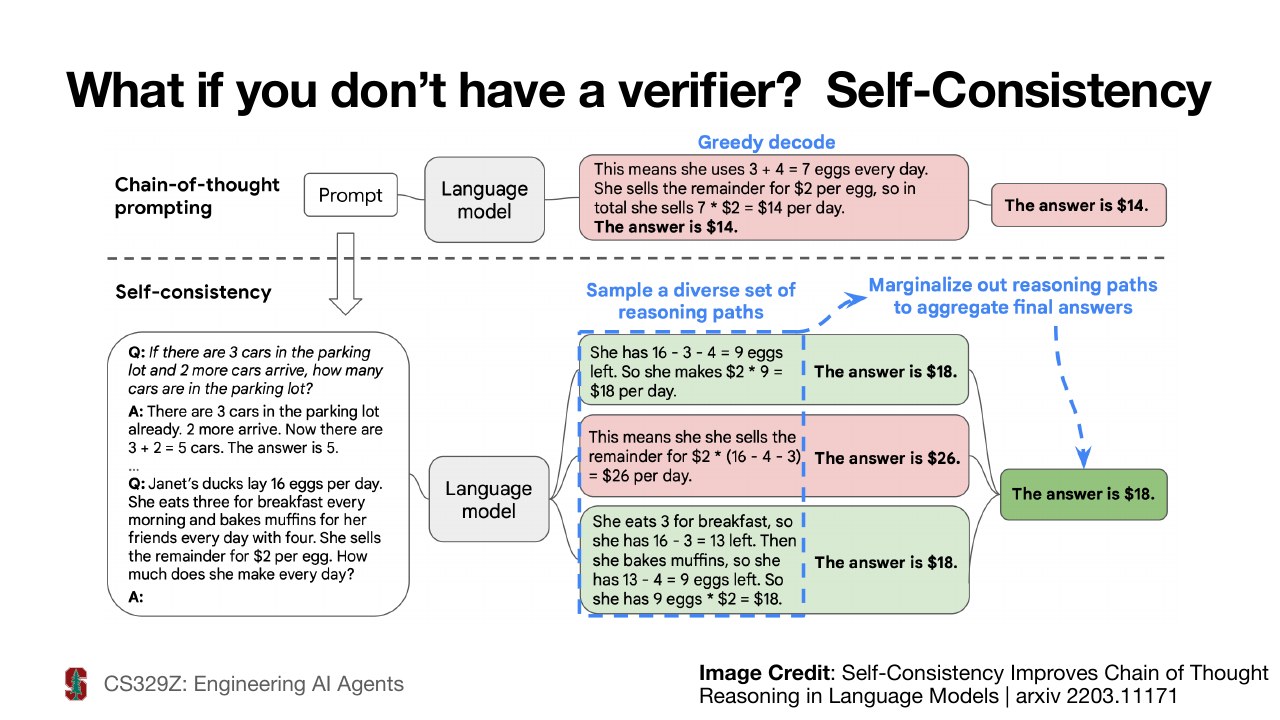 What if you don't have a verifier?  Self-Consistency
Greedy decode
Chain-of-thought
prompting
Prompt
Language
model
This means she uses 3 + 4 = 7 eggs every day.
She sells the remainder for $2 per egg, so in
total she sells 7 * $2 = $14 per day.
The answer is $14.
The answer is $14.
Self-consistency
Sample a diverse set of
reasoning paths
Marginalize out reasoning paths
to aggregate final answers
Q: If there are 3 cars in the parking
lot and 2 more cars arrive, how many
cars are in the parking lot?
A: There are 3 cars in the parking lot
already. 2 more arrive. Now there are
3 + 2 = 5 cars. The answer is 5.
...
Q: Janet's ducks lay 16 eggs per day.
She eats three for breakfast every
morning and bakes muffins for her
friends every day with four. She sells
the remainder for $2 per egg. How
much does she make every day?
A:
Language
model
She has 16 - 3 - 4 = 9 eggs
left. So she makes $2 * 9 =
$18 per day.
The answer is $18.
This means she she sells the
remainder for $2 * (16 - 4 - 3)
= $26 per day.
The answer is $26.
She eats 3 for breakfast, so
she has 16 - 3 = 13 left. Then
she bakes muffins, so she
has 13 - 4 = 9 eggs left. So
she has 9 eggs * $2 = $18.
The answer is $18.
The answer is $18.
S
CS329Z: Engineering AI Agents
Image Credit: Self-Consistency Improves Chain of Thought
Reasoning in Language Models | arxiv 2203.11171